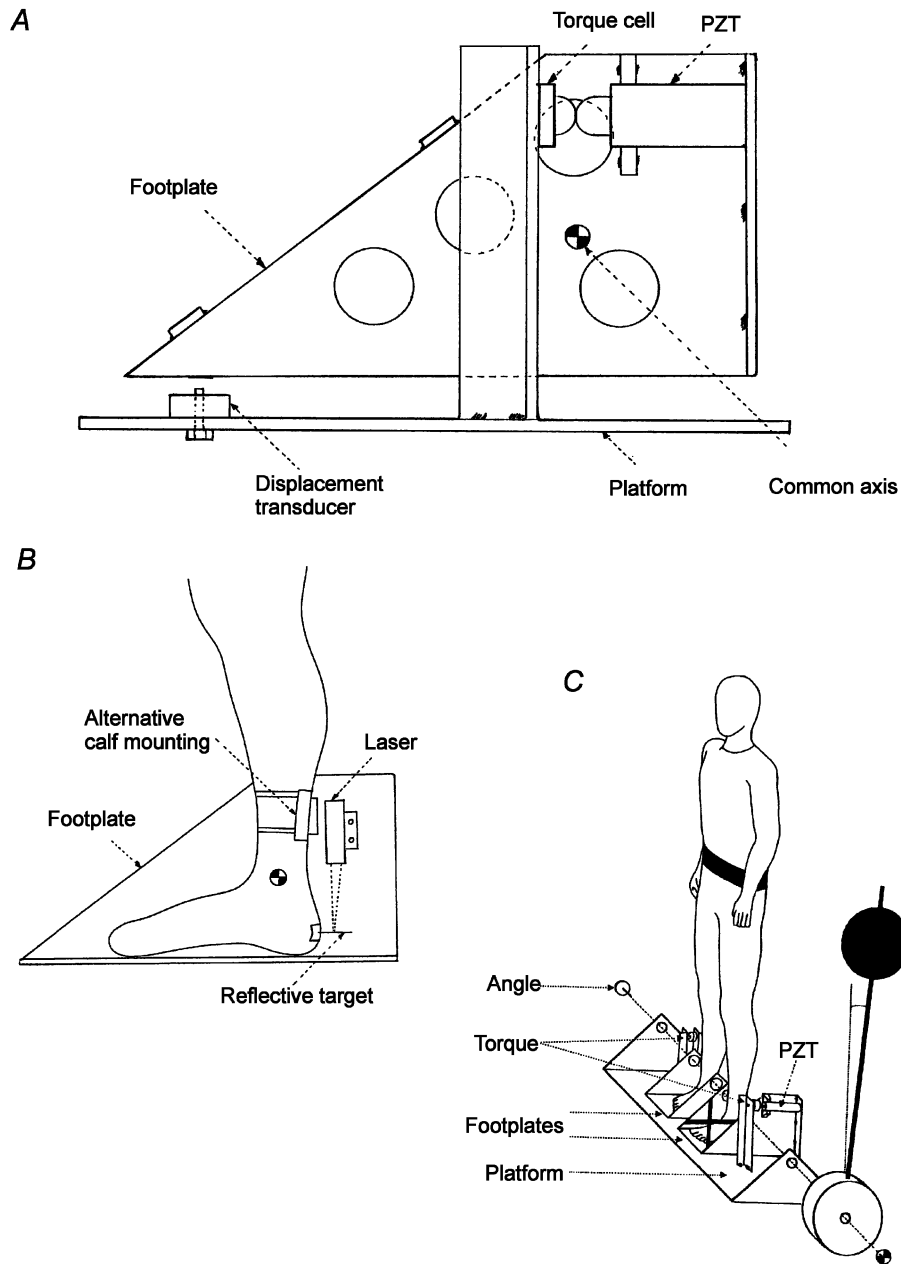 A
Torque cell
PZT
Footplate
Displacement
transducer
Platform
Common axis
B
Alternative
calf mounting
Laser
Footplate
Reflective target
C
Angle
Torque
PZT
Footplates
Platform